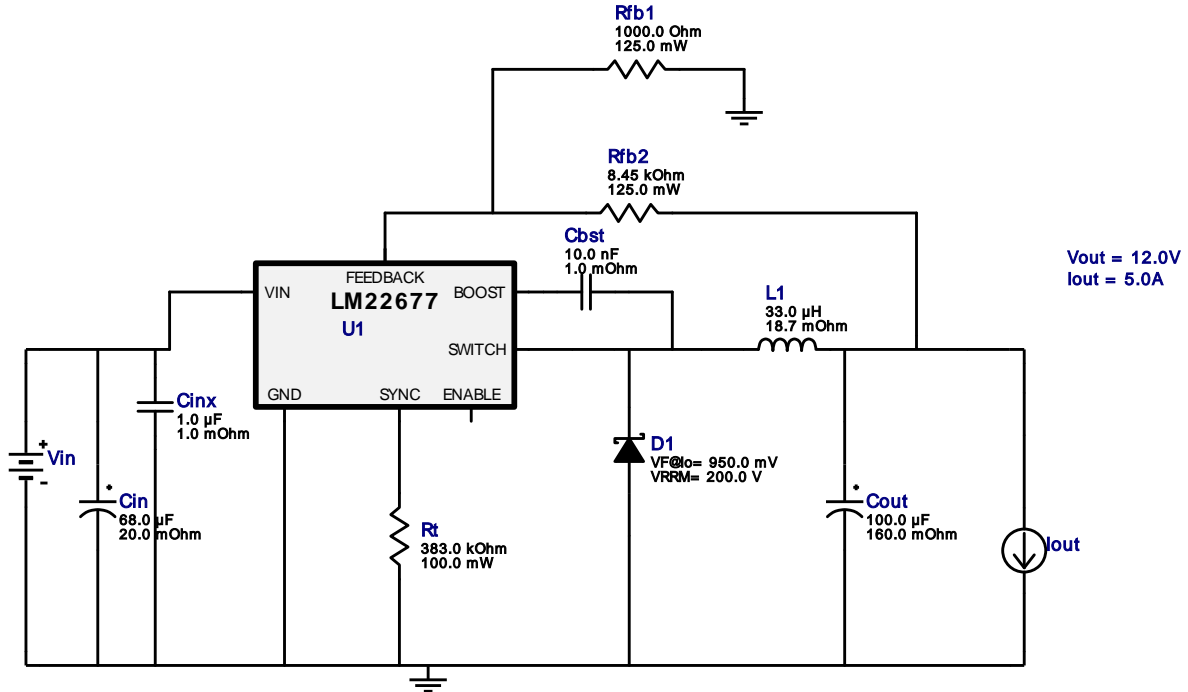 Rfb1
1000.0 Ohm
125.0 mW
Rfb2
8.45 kOhm
125.0 mW
Cbst
10.0 nF
1.0 mOhm
Vout = 12.0V
Iout = 5.0A
FEEDBACK
VIN
LM22677
BOOST
U1
SWITCH
GND
SYNC
ENABLE
L1
33.0 µH
18.7 mOhm
Cinx
1.0 µF
1.0 mOhm
Vin
+
-
Cin
68.0 µF
20.0 mOhm
Rt
383.0 kOhm
100.0 mW
D1
VF@Io= 950.0 mV
VRRM= 200.0 V
Cout
100.0 µF
160.0 mOhm
Iout